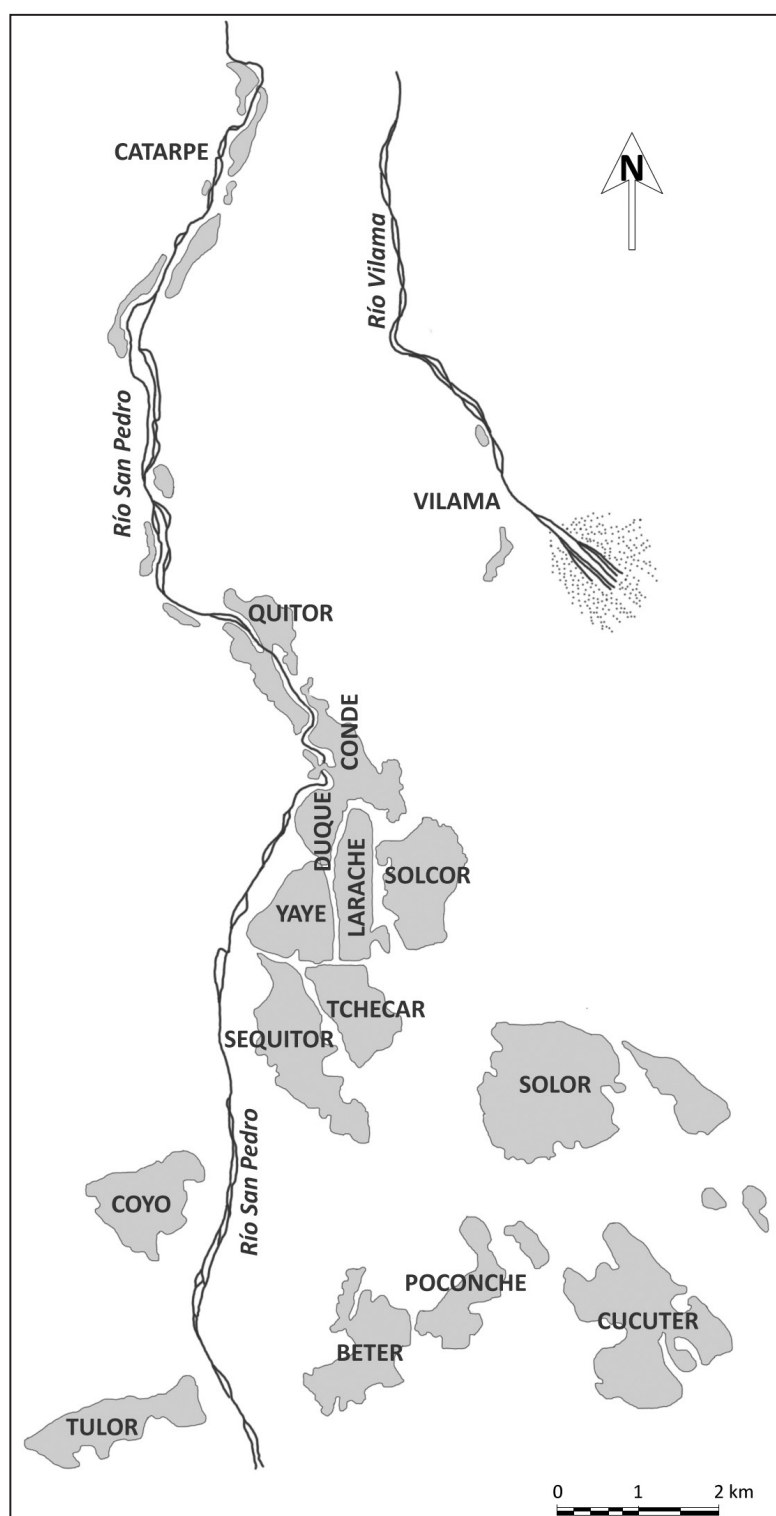 CATARPE
N
Río Vilama
Río San Pedro
VILAMA
QUITOR
CONDE
DUQUE
LARACHE
SOLCOR
YAYE
TCHECAR
SEQUITOR
SOLOR
Río San Pedro
COYO
POCONCHE
CUCUTER
BETER
TULOR
0 1 2 km